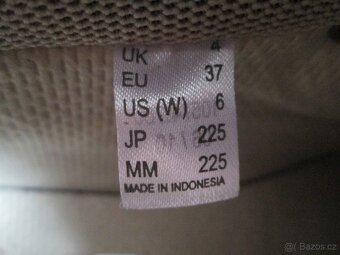 UK 4
EU 37
US (W) 6
JP 225
MM 225
MADE IN INDONESIA
Bazos.cz